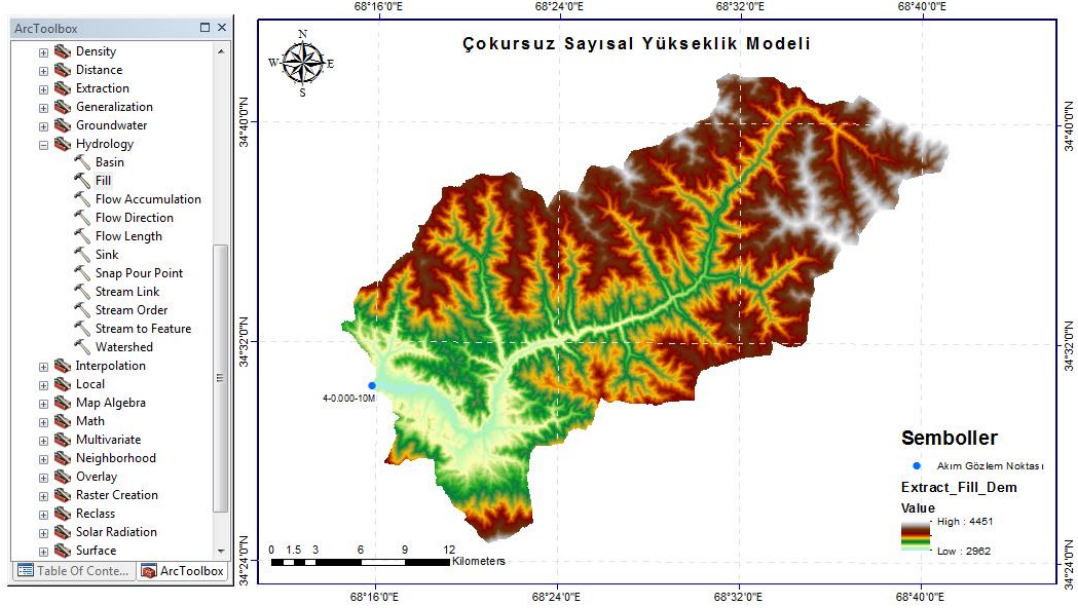 ArcToolbox
Density
Distance
Extraction
Generalization
Groundwater
Hydrology
Basin
Fill
Flow Accumulation
Flow Direction
Flow Length
Sink
Snap Pour Point
Stream Link
Stream Order
Stream to Feature
Watershed
Interpolation
Local
Map Algebra
Math
Multivariate
Neighborhood
Overlay
Raster Creation
Reclass
Solar Radiation
Surface
Table Of Conte...
ArcToolbox
68°16'0"E
68°24'0"E
68°32'0"E
68°40'0"E
Çokursuz Sayısal Yükseklik Modeli
N
W
E
S
34°40'0"N
34°40'0"N
34°32'0"N
34°32'0"N
4-0.000-10M
Semboller
Akım Gözlem Noktası
Extract_Fill_Dem
Value
High : 4451
Low : 2962
0 1.5 3 6 9 12
Kilometers
34°24'0"N
34°24'0"N
68°16'0"E
68°24'0"E
68°32'0"E
68°40'0"E